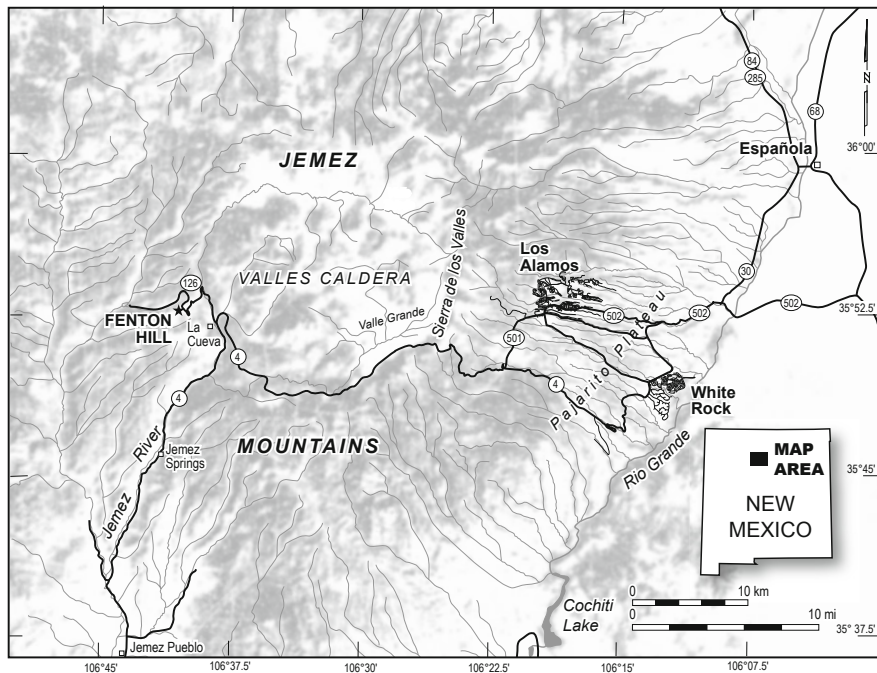 84
285
68
N
36°00'
Española
JEMEZ
Sierra de los Valles
Los
Alamos
VALLES CALDERA
126
30
FENTON
HILL
La
Cueva
Valle Grande
502
502
502
35°52.5
501
Pajarito Plateau
4
4
4
White
Rock
MOUNTAINS
Jemez River
Jemez
Springs
Rio Grande
MAP
AREA
NEW
MEXICO
35°45
0 10 km
0 10 mi
Cochiti
Lake
35° 37.5
Jemez Pueblo
106°45 106°37.5 106°30 106°22.5 106°15 106°07.5